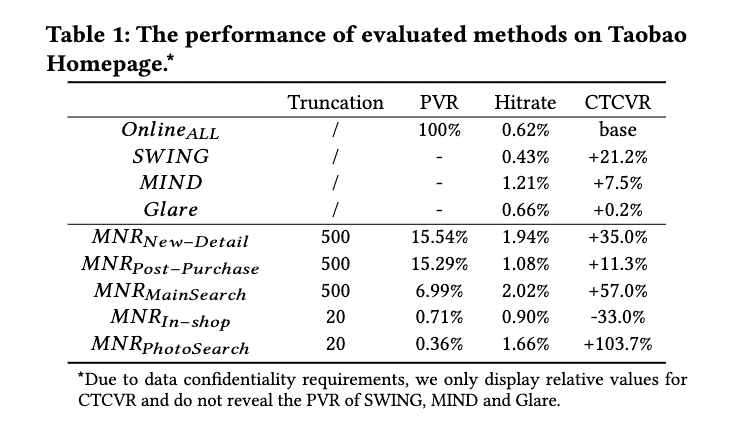 Table 1: The performance of evaluated methods on Taobao
Homepage.*
Truncation PVR Hitrate CTCVR
OnlineALL / 100% 0.62% base
SWING / - 0.43% +21.2%
MIND / - 1.21% +7.5%
Glare / - 0.66% +0.2%
MNRNew−Detail 500 15.54% 1.94% +35.0%
MNRPost−Purchase 500 15.29% 1.08% +11.3%
MNRMainSearch 500 6.99% 2.02% +57.0%
MNRIn−shop 20 0.71% 0.90% -33.0%
MNRPhotoSearch 20 0.36% 1.66% +103.7%
*Due to data confidentiality requirements, we only display relative values for
CTCVR and do not reveal the PVR of SWING, MIND and Glare.